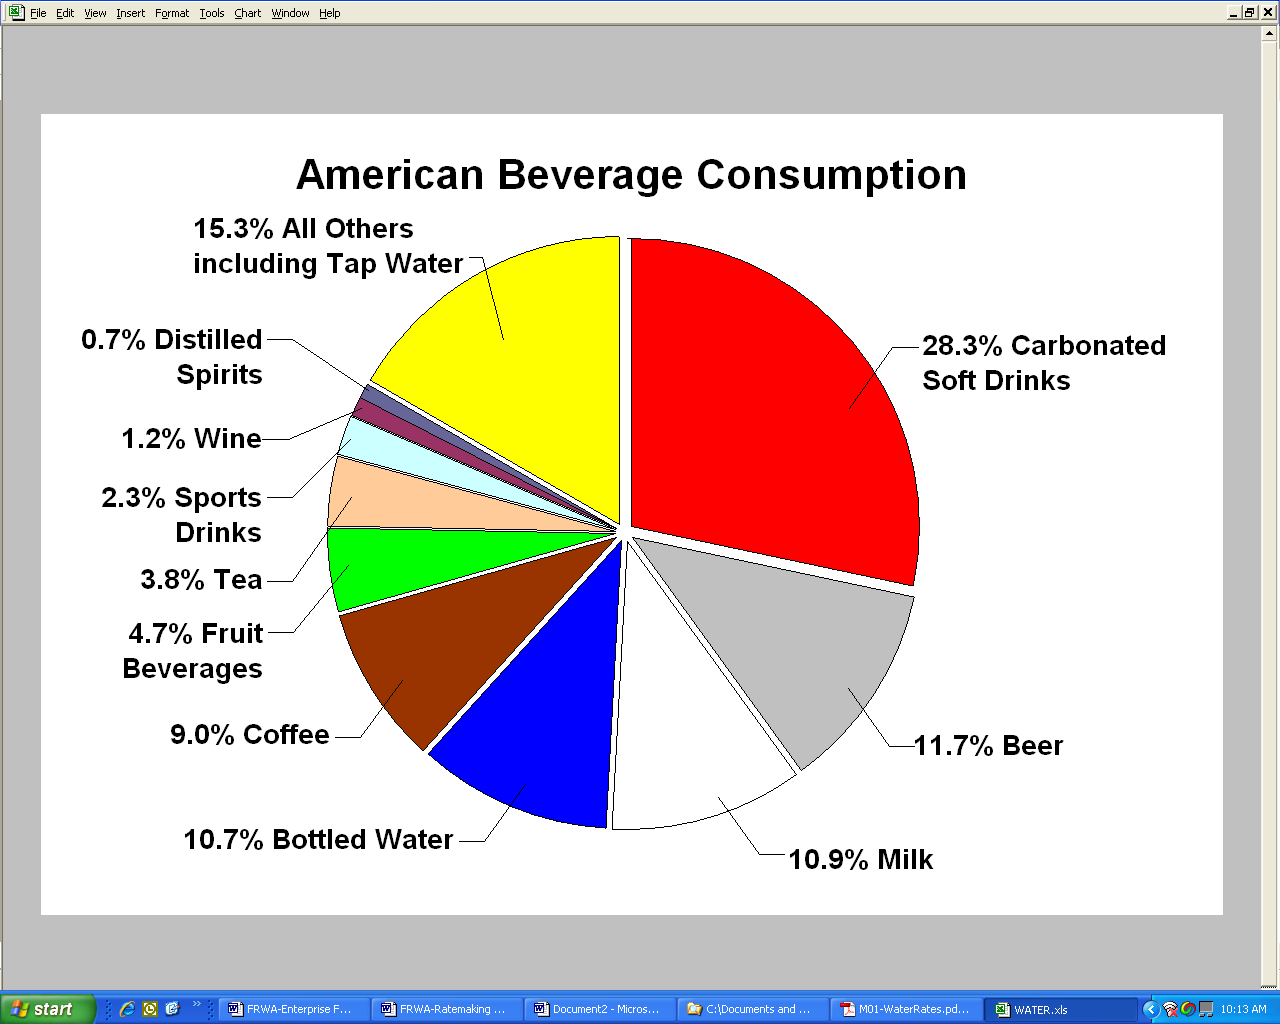 File Edit View Insert Format Tools Chart Window Help
American Beverage Consumption
15.3% All Others
including Tap Water
0.7% Distilled
Spirits
28.3% Carbonated
Soft Drinks
1.2% Wine
2.3% Sports
Drinks
3.8% Tea
4.7% Fruit
Beverages
9.0% Coffee
11.7% Beer
10.7% Bottled Water
10.9% Milk
start
FRWA-Enterprise F...
FRWA-Ratemaking ...
Document2 - Micros...
C:\Documents and ...
M01-WaterRates.pd...
WATER.xls
10:13 AM